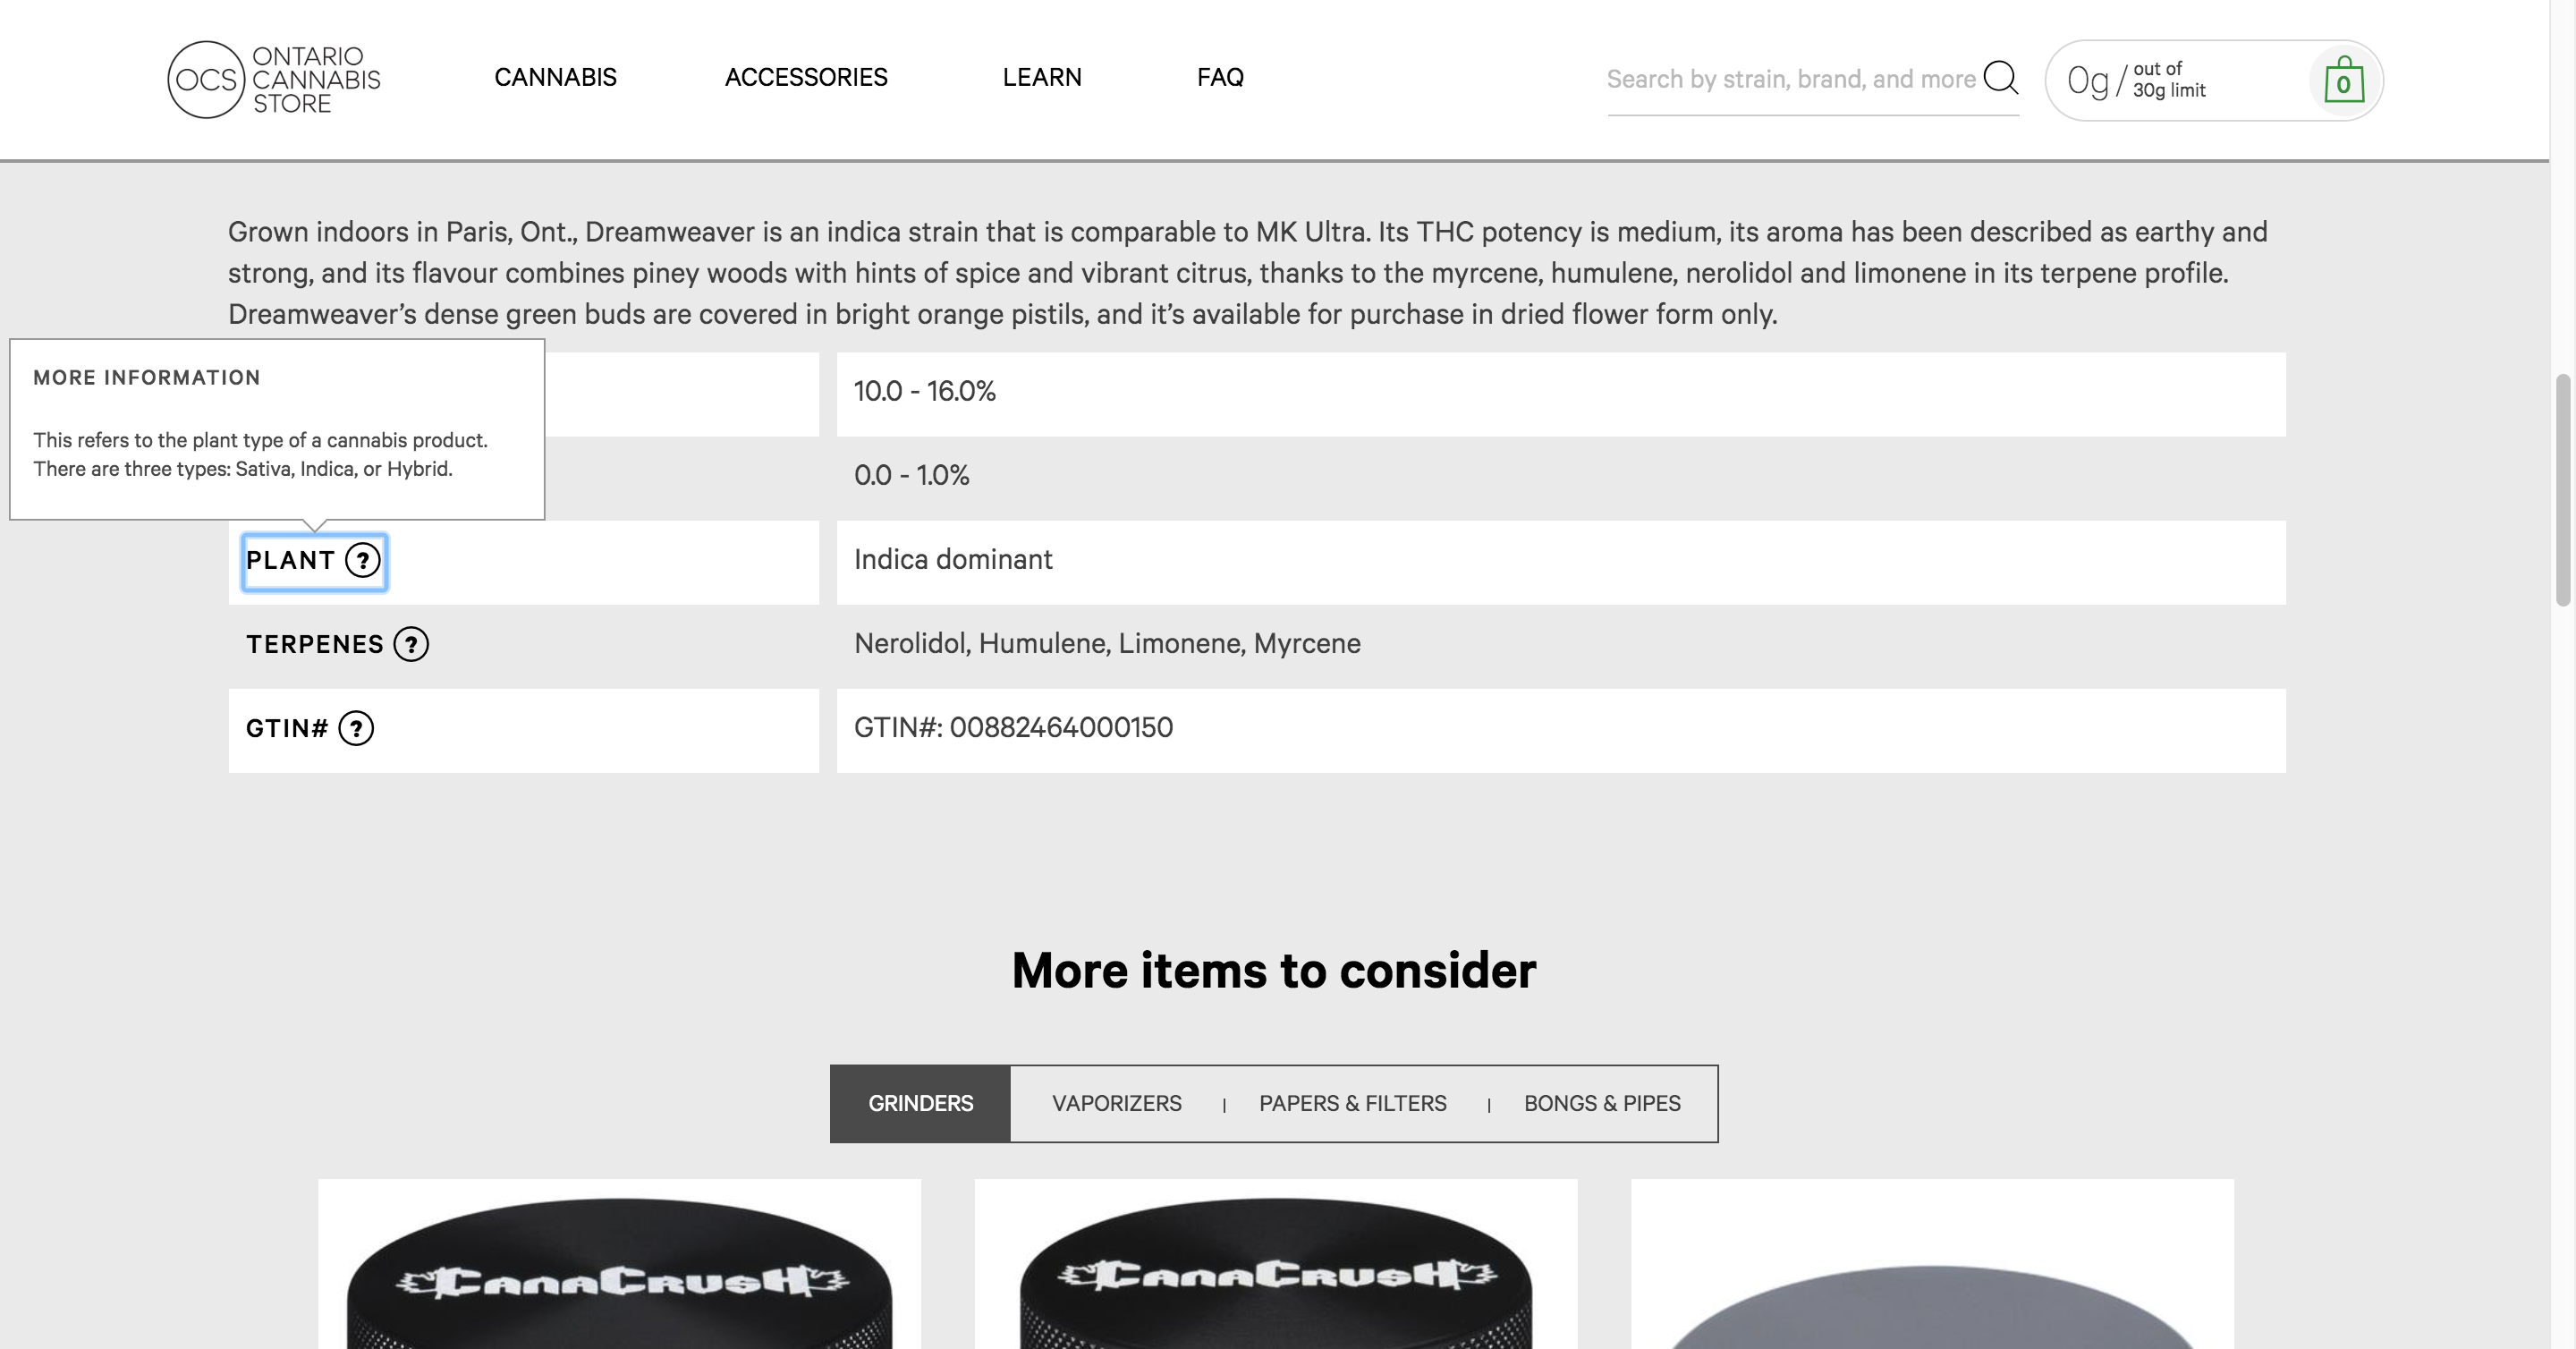 OCS
ONTARIO
CANNABIS
STORE
CANNABIS
ACCESSORIES
LEARN
FAQ
Search by strain, brand, and more
0g / out of
30g limit
0
Grown indoors in Paris, Ont., Dreamweaver is an indica strain that is comparable to MK Ultra. Its THC potency is medium, its aroma has been described as earthy and
strong, and its flavour combines piney woods with hints of spice and vibrant citrus, thanks to the myrcene, humulene, nerolidol and limonene in its terpene profile.
Dreamweaver’s dense green buds are covered in bright orange pistils, and it’s available for purchase in dried flower form only.
MORE INFORMATION
This refers to the plant type of a cannabis product.
There are three types: Sativa, Indica, or Hybrid.
10.0 - 16.0%
0.0 - 1.0%
PLANT ?
Indica dominant
TERPENES ?
Nerolidol, Humulene, Limonene, Myrcene
GTIN# ?
GTIN#: 00882464000150
More items to consider
GRINDERS
VAPORIZERS
|
PAPERS & FILTERS
|
BONGS & PIPES
CANACRUSH
CANACRUSH